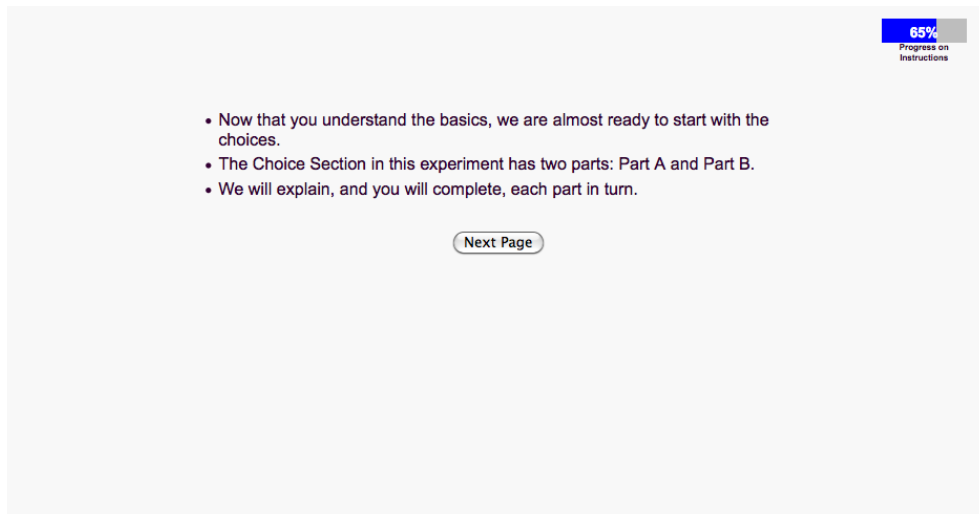 65%
Progress on
Instructions
• Now that you understand the basics, we are almost ready to start with the
choices.
• The Choice Section in this experiment has two parts: Part A and Part B.
• We will explain, and you will complete, each part in turn.
Next Page